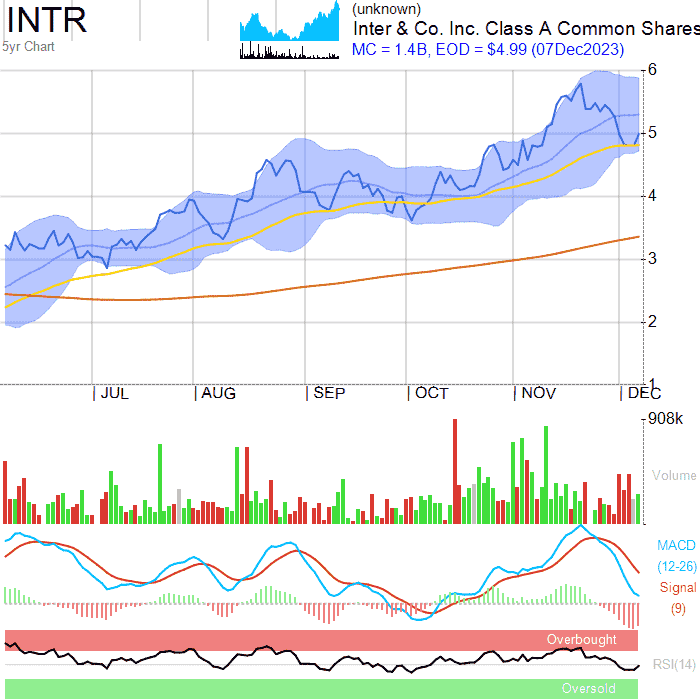 INTR
5yr Chart
(unknown)
Inter & Co. Inc. Class A Common Shares
MC = 1.4B, EOD = $4.99 (07Dec2023)
6
5
4
3
2
1
JUL AUG SEP OCT NOV DEC
908k
Volume
MACD
(12-26)
Signal
(9)
Overbought
RSI(14)
Oversold